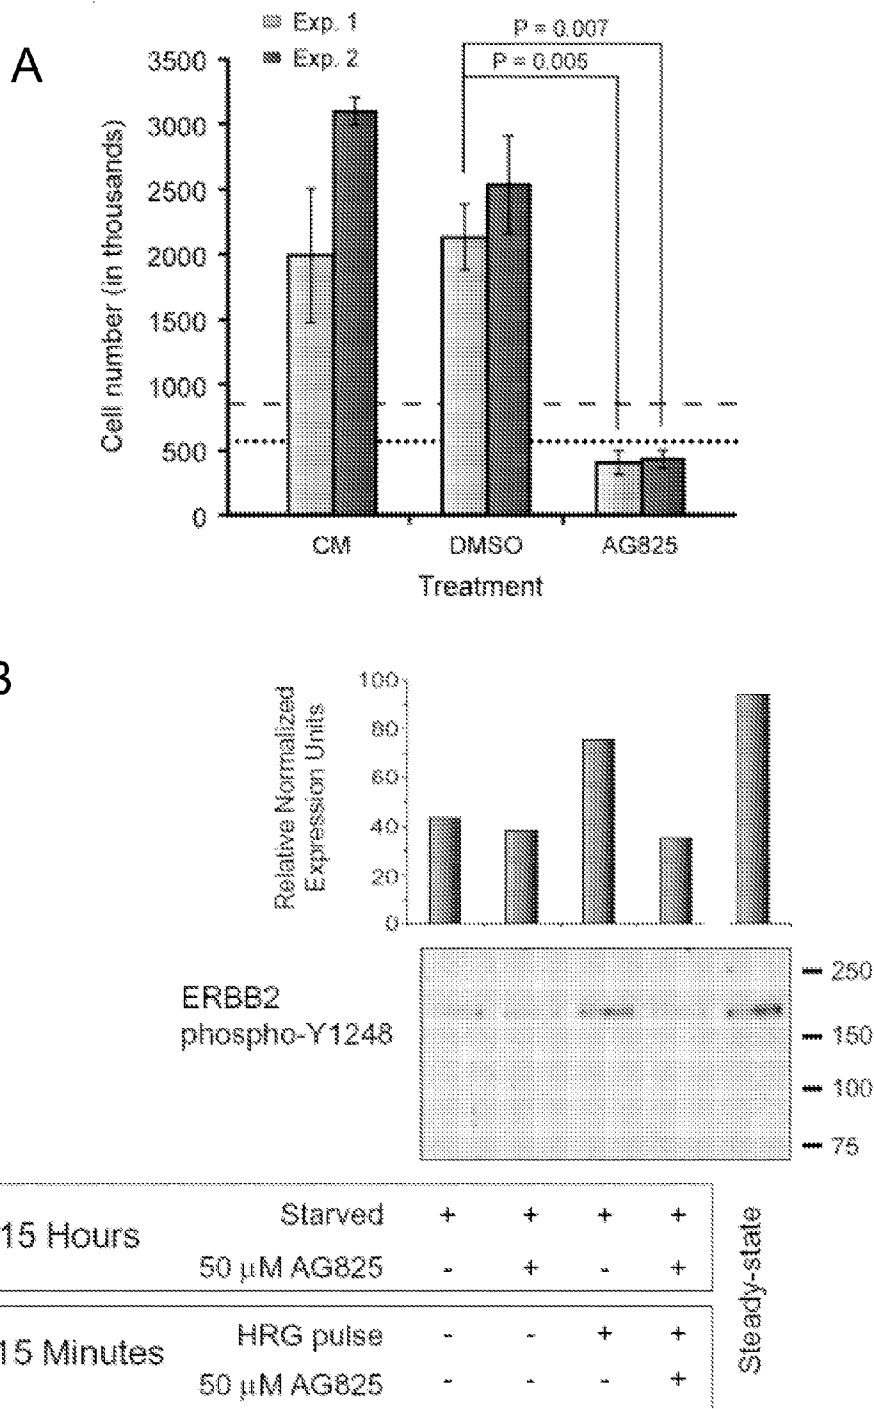 A
Exp. 1
Exp. 2
P = 0.007
P = 0.005
Cell number (in thousands)
3500
3000
2500
2000
1500
1000
500
0
CM DMSO AG825
Treatment
B
Relative Normalized
Expression Units
100
80
60
40
20
0
ERBB2
phospho-Y1248
250
150
100
75
15 Hours
Starved + + + +
50 µM AG825 - + - +
15 Minutes
HRG pulse - - + +
50 µM AG825 - - - +
Steady-state